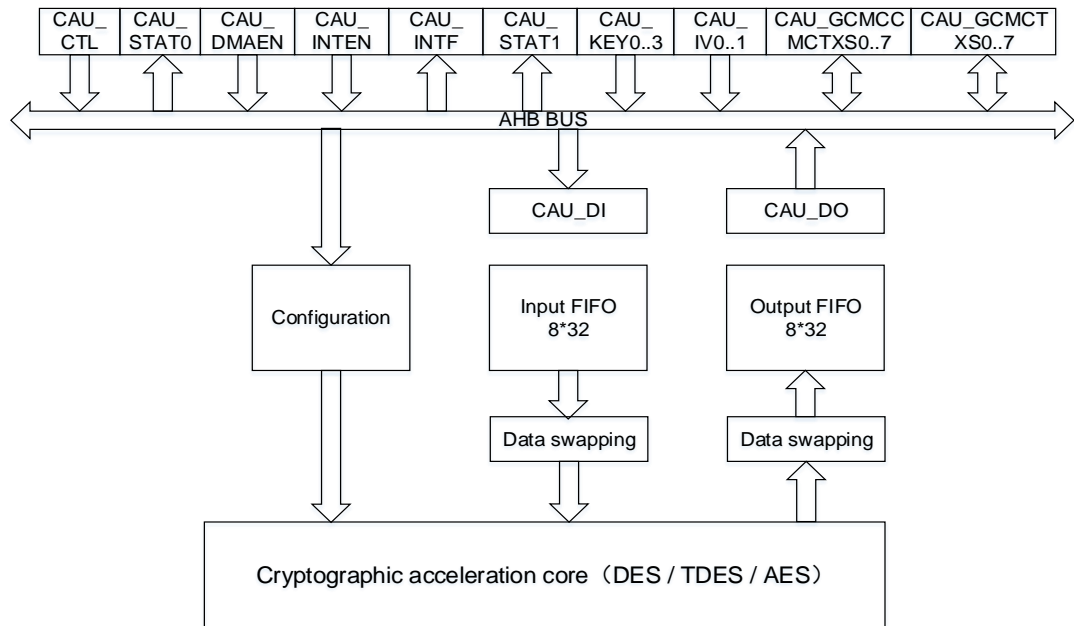 CAU_ CTL
CAU_ STAT0
CAU_ DMAEN
CAU_ INTEN
CAU_ INTF
CAU_ STAT1
CAU_ KEY0..3
CAU_ IV0..1
CAU_GCMCC MCTXS0..7
CAU_GCMCT XS0..7
AHB BUS
CAU_DI
CAU_DO
Configuration
Input FIFO
8*32
Output FIFO
8*32
Data swapping
Data swapping
Cryptographic acceleration core（DES / TDES / AES）